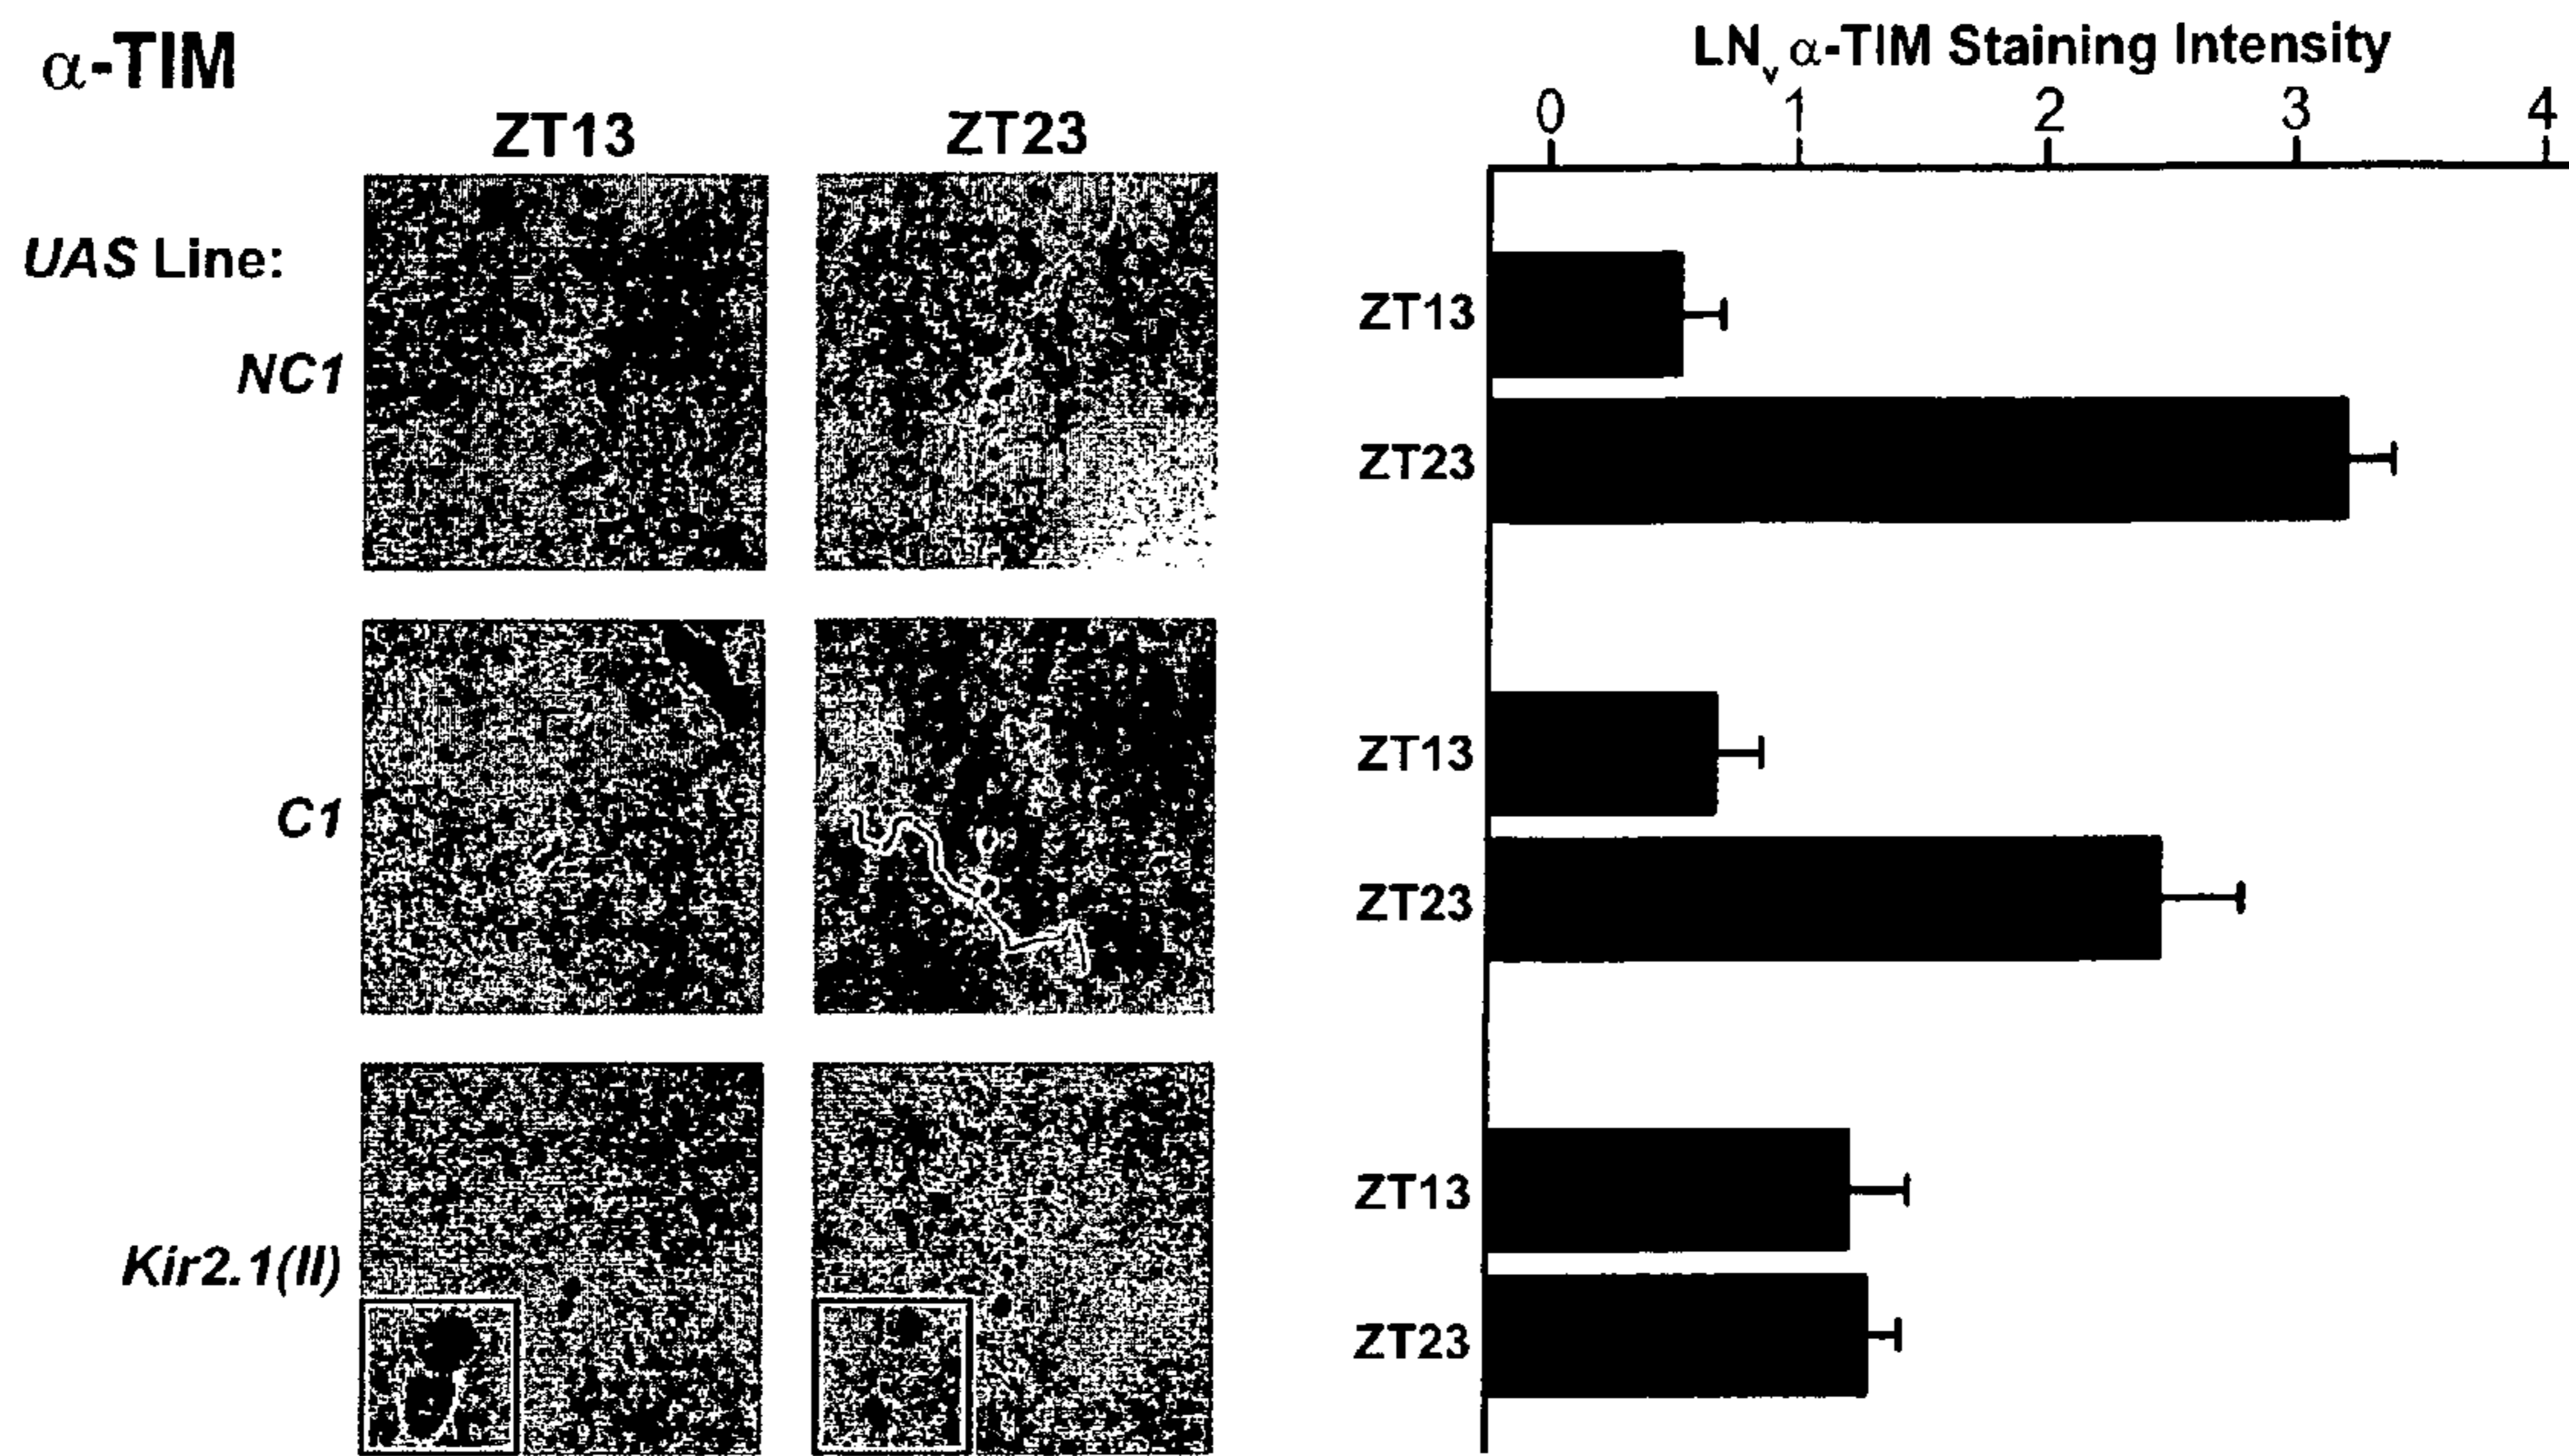 α-TIM
ZT13 ZT23
UAS Line:
NC1
C1
Kir2.1(II)
LNv α-TIM Staining Intensity
0 1 2 3 4
ZT13
ZT23
ZT13
ZT23
ZT13
ZT23